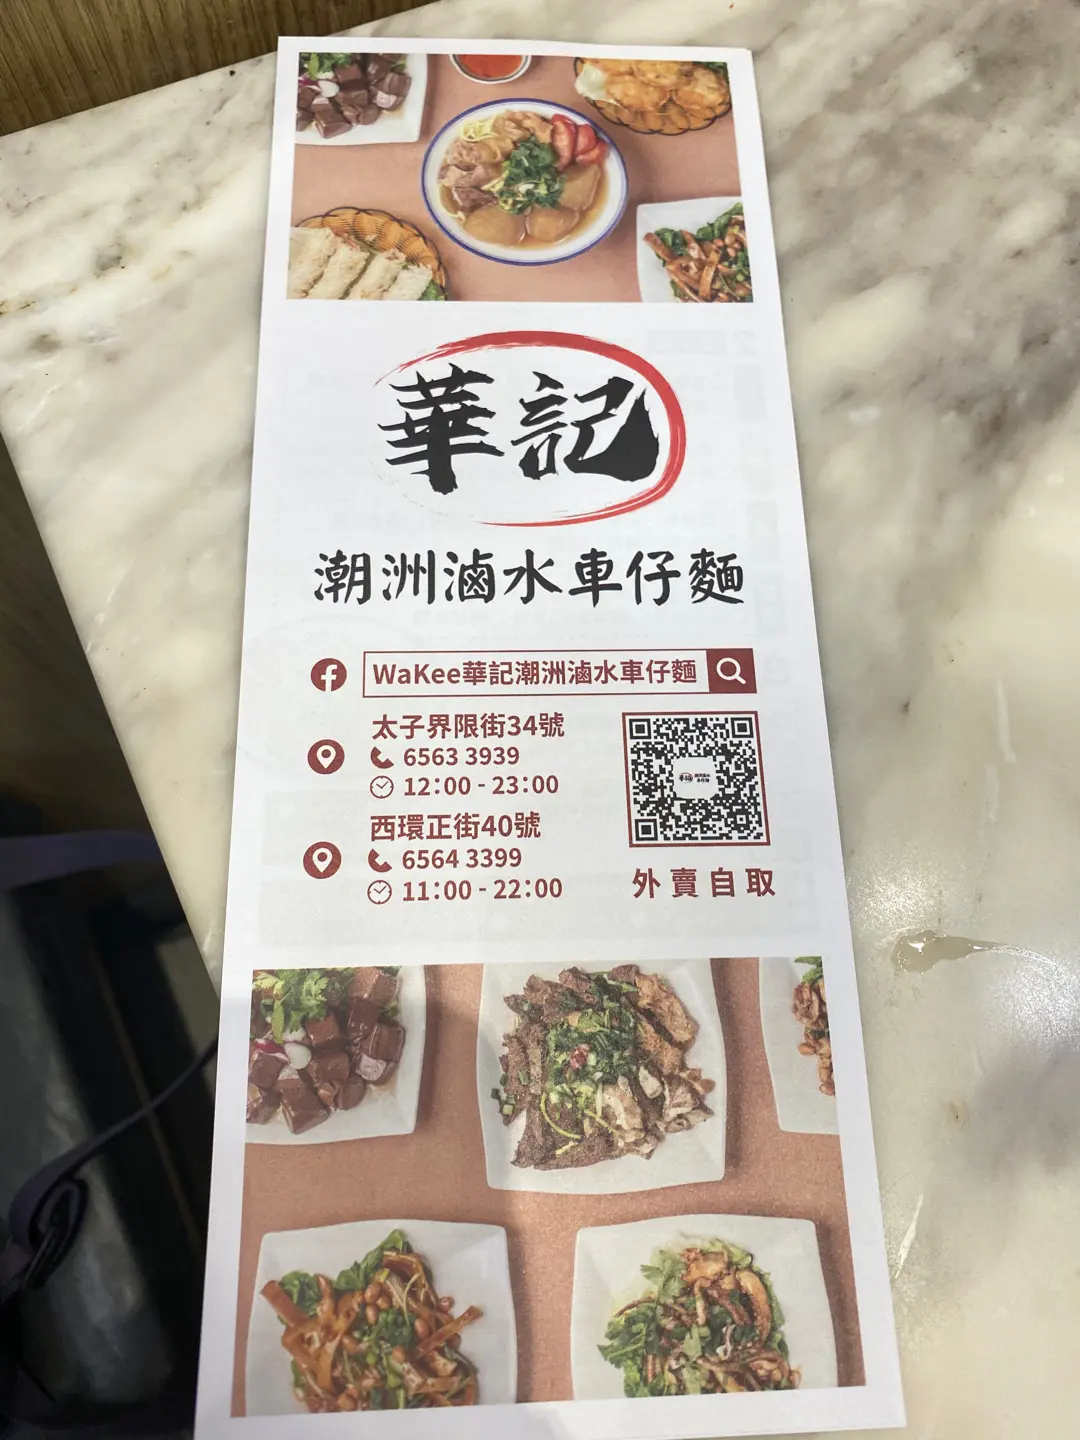 華記
潮洲滷水車仔麵
WaKee華記潮洲滷水車仔麵
太子界限街34號
6563 3939
12:00 - 23:00
西環正街40號
6564 3399
11:00 - 22:00
外賣自取